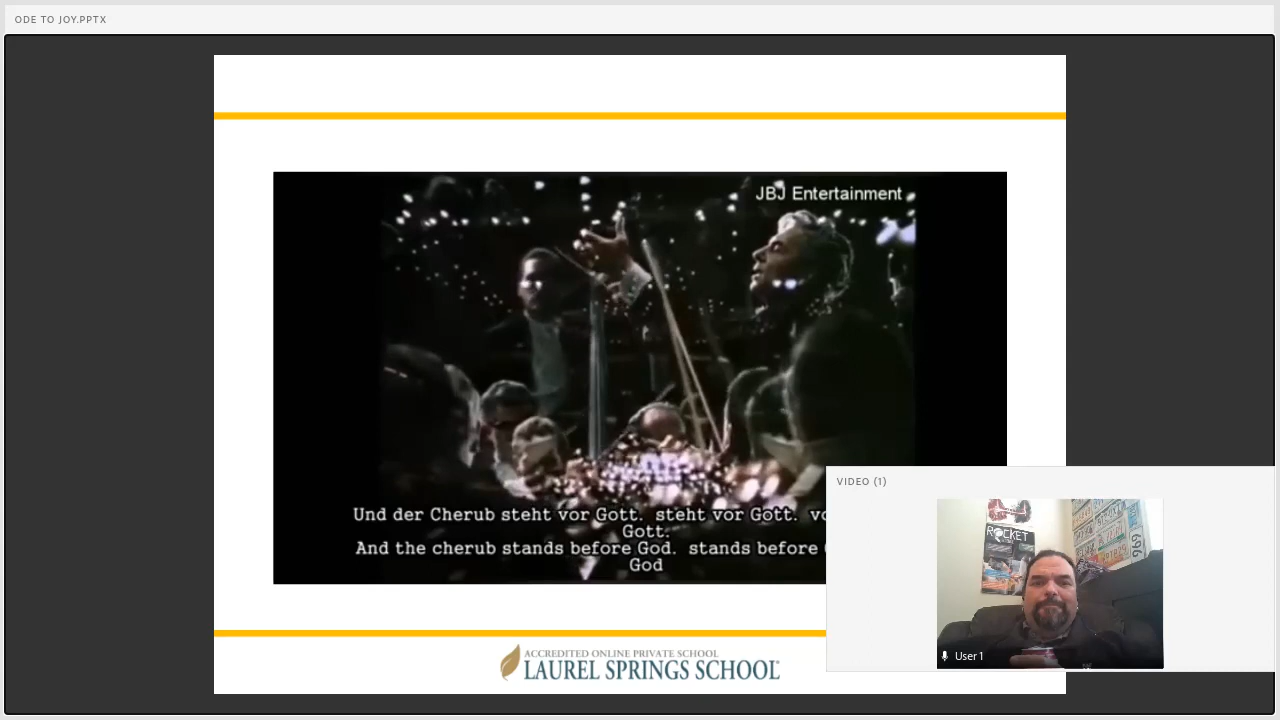 ODE TO JOY.PPTX
JBJ Entertainment
Und der Cherub steht vor Gott. steht vor Gott.
Gott.
And the cherub stands before God. stands before
God
VIDEO (1)
ROCKET
969
User 1
ACCREDITED ONLINE PRIVATE SCHOOL
LAUREL SPRINGS SCHOOL